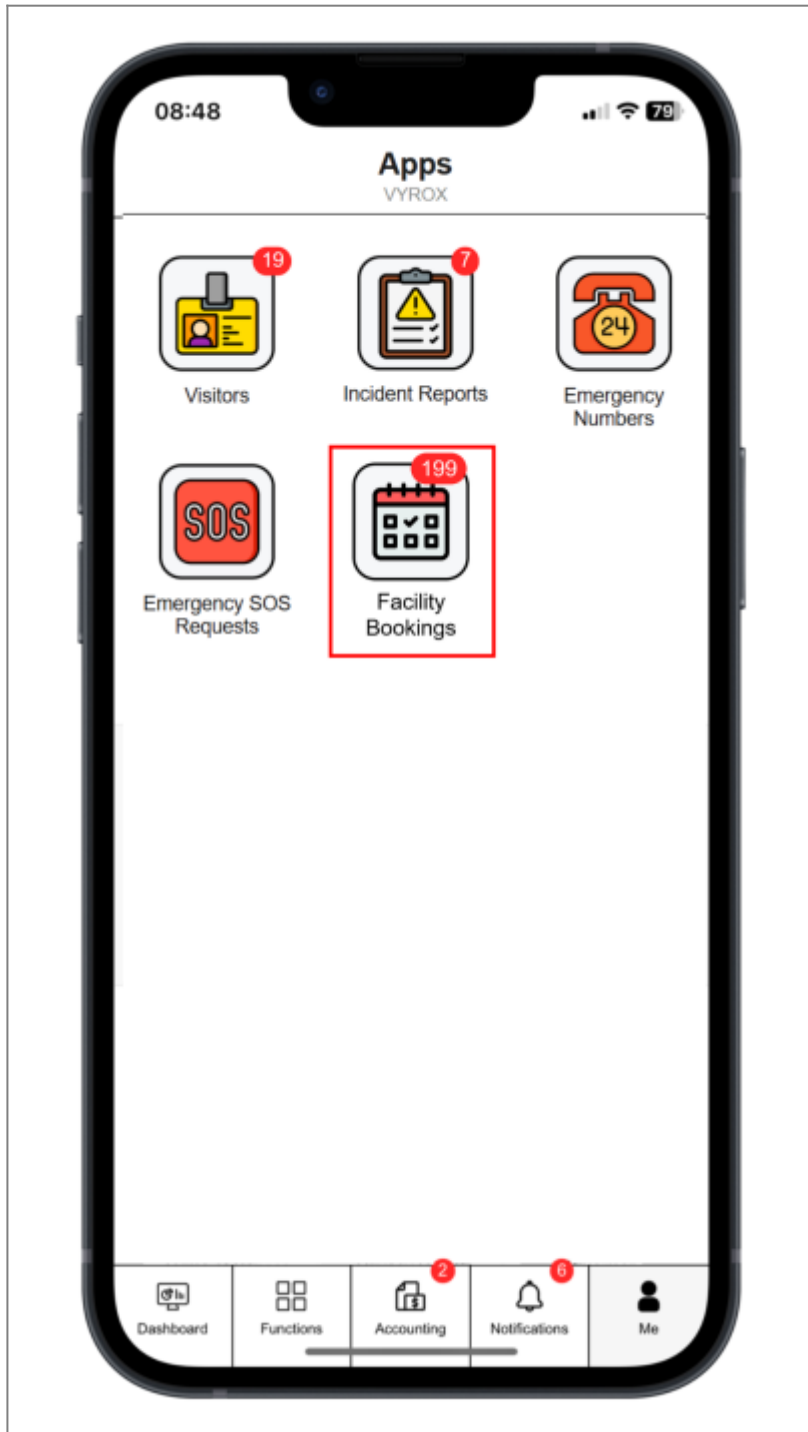 08:48
79
Apps
VYROX
19
7
24
Visitors
Incident Reports
Emergency
Numbers
199
SOS
Emergency SOS
Requests
Facility
Bookings
2
6
Dashboard
Functions
Accounting
Notifications
Me